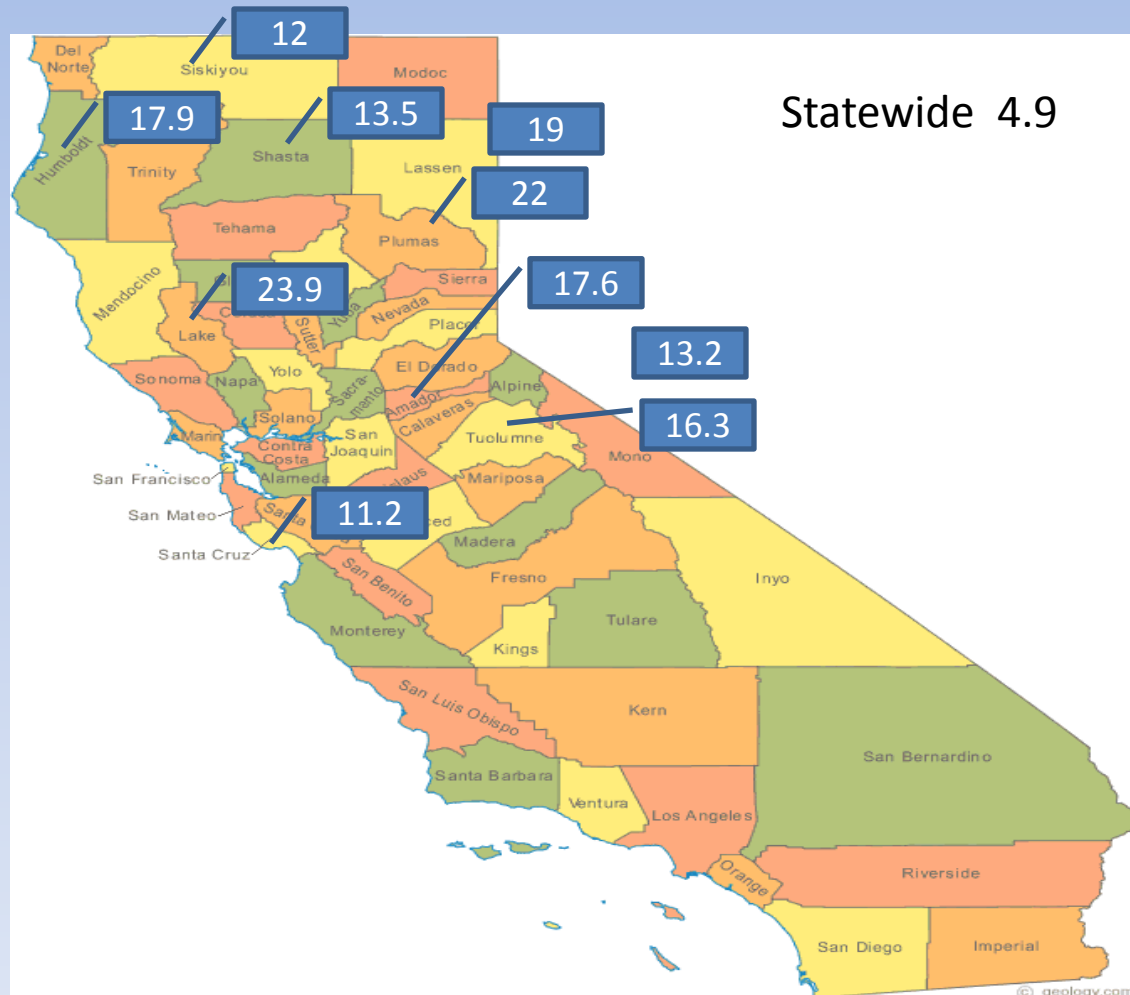 12
Del
Norte
Siskiyou
Modoc
Statewide 4.9
17.9
13.5
19
Humboldt
Trinity
Shasta
Lassen
22
Tehama
Plumas
Mendocino
23.9
Sierra
17.6
Lake
Sutter
Yuba
Nevada
Placer
El Dorado
13.2
Sonoma
Napa
Yolo
Sacra-
mento
Amador
Alpine
Solano
Calaveras
16.3
Marin
San
Joaquin
Tuolumne
Mono
Contra
Costa
San Francisco
Alameda
Mariposa
San Mateo
Santa
11.2
Madera
Santa Cruz
San Benito
Fresno
Inyo
Monterey
Kings
Tulare
San Luis Obispo
Kern
Santa Barbara
San Bernardino
Ventura
Los Angeles
Orange
Riverside
San Diego
Imperial
© geology.com